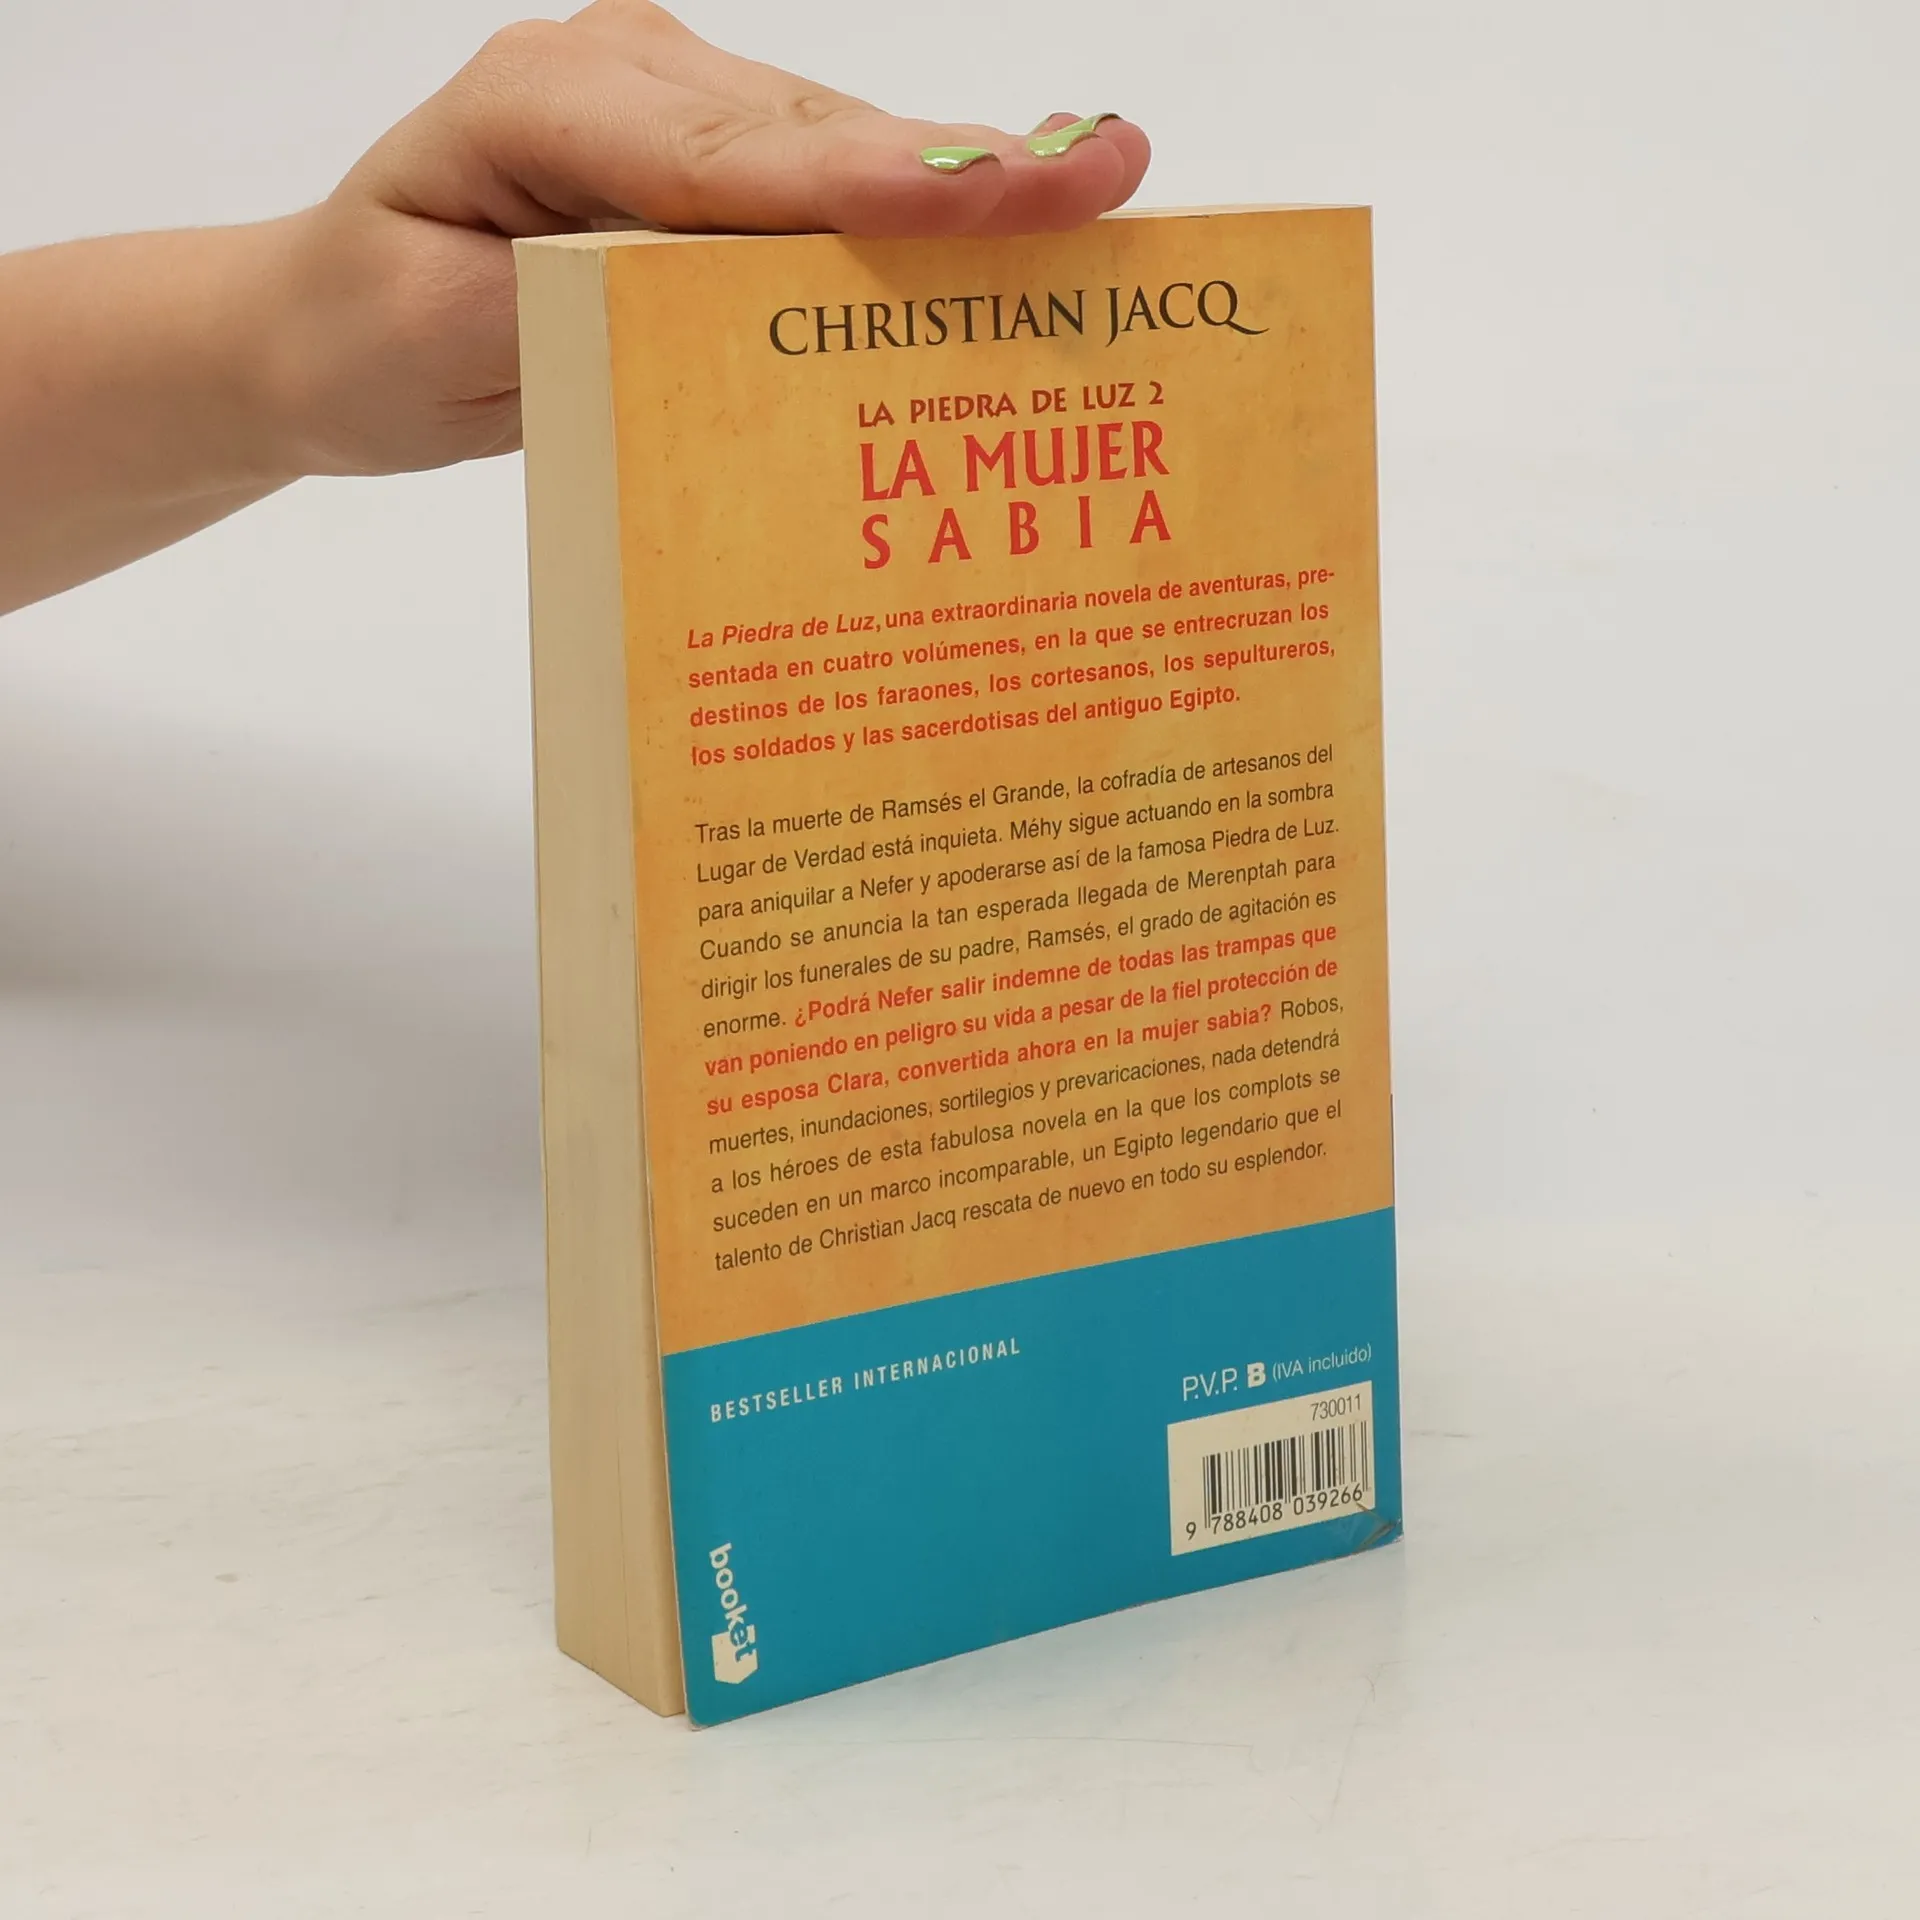 CHRISTIAN JACQ
LA PIEDRA DE LUZ 2
LA MUJER
SABIA
La Piedra de Luz, una extraordinaria novela de aventuras, pre-
sentada en cuatro volúmenes, en la que se entrecruzan los
destinos de los faraones, los cortesanos, los sepultureros,
los soldados y las sacerdotisas del antiguo Egipto.
Tras la muerte de Ramsés el Grande, la cofradía de artesanos del
Lugar de Verdad está inquieta. Méhy sigue actuando en la sombra
para aniquilar a Nefer y apoderarse así de la famosa Piedra de Luz.
Cuando se anuncia la tan esperada llegada de Merenptah para
dirigir los funerales de su padre, Ramsés, el grado de agitación es
enorme. ¿Podrá Nefer salir indemne de todas las trampas que
van poniendo en peligro su vida a pesar de la fiel protección de
su esposa Clara, convertida ahora en la mujer sabia? Robos,
muertes, inundaciones, sortilegios y prevaricaciones, nada detendrá
a los héroes de esta fabulosa novela en la que los complots se
suceden en un marco incomparable, un Egipto legendario que el
talento de Christian Jacq rescata de nuevo en todo su esplendor.
BESTSELLER INTERNACIONAL
P.V.P. B (IVA incluido)
730011
9 788408 039266
booket